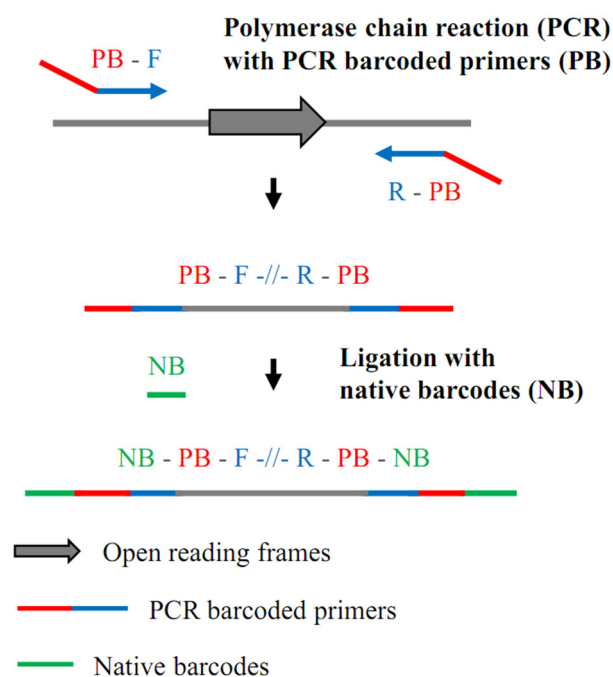 Polymerase chain reaction (PCR)
with PCR barcoded primers (PB)
PB - F
R - PB
PB - F -//- R - PB
Ligation with
native barcodes (NB)
NB
NB - PB - F -//- R - PB - NB
Open reading frames
PCR barcoded primers
Native barcodes